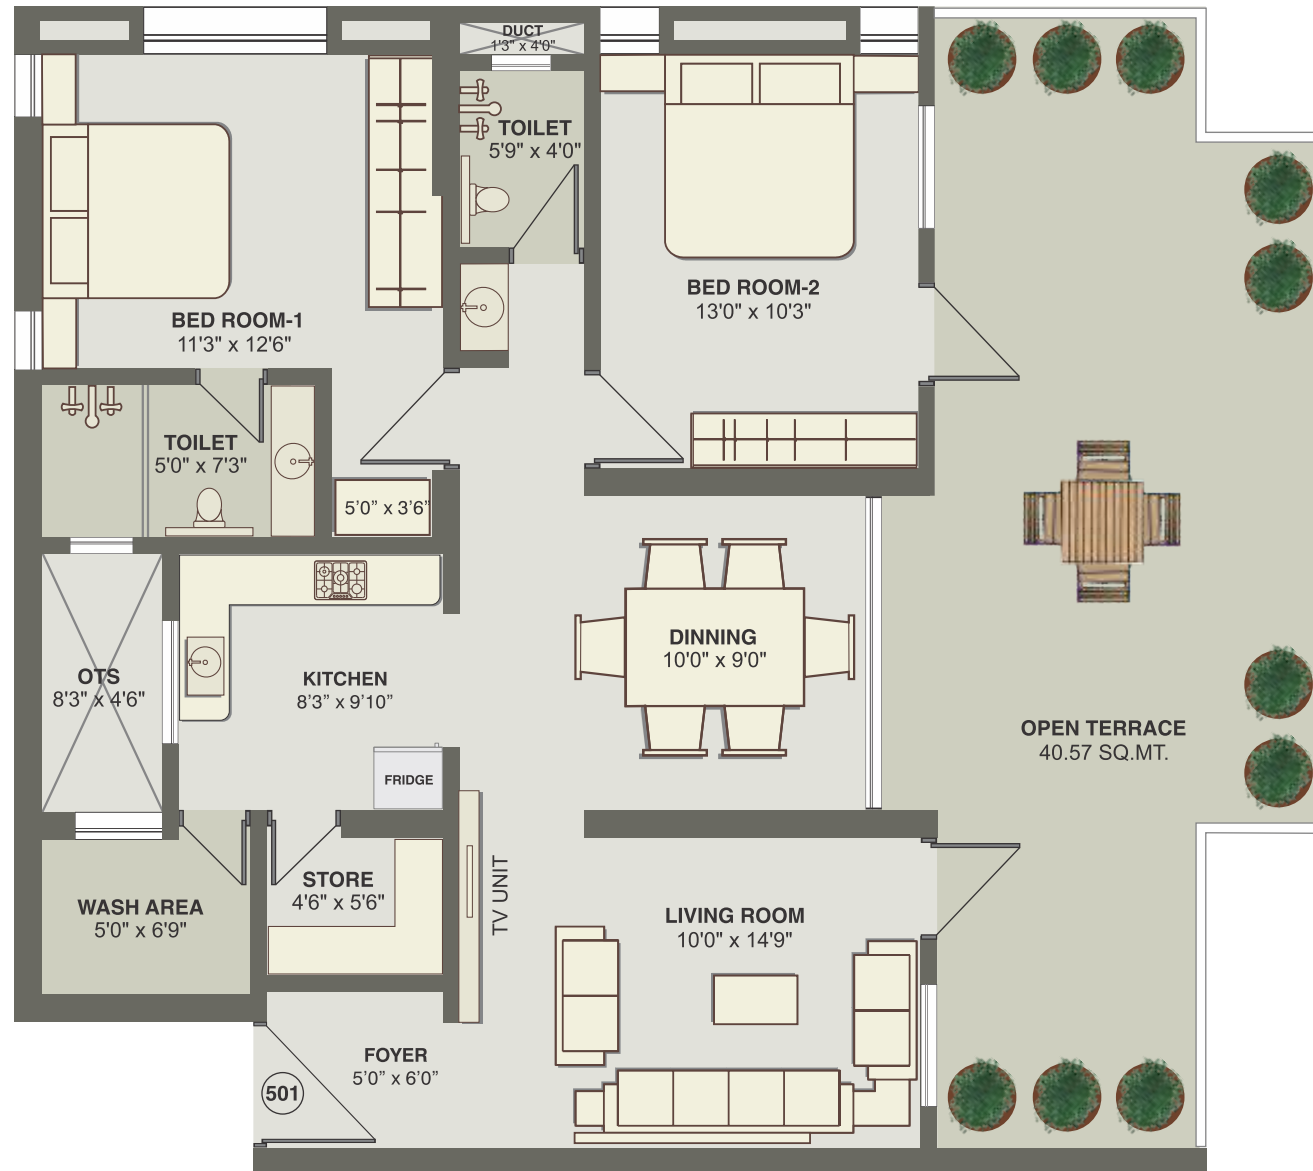 DUCT
1'3" x 4'0"
TOILET
5'9" x 4'0"
BED ROOM-2
13'0" x 10'3"
BED ROOM-1
11'3" x 12'6"
TOILET
5'0" x 7'3"
5'0” x 3'6”
DINNING
10'0" x 9'0"
OTS
8'3" x 4'6"
KITCHEN
8’3” x 9’10”
OPEN TERRACE
40.57 SQ.MT.
FRIDGE
STORE
4'6" x 5'6"
TV UNIT
WASH AREA
5'0" x 6'9"
LIVING ROOM
10'0" x 14'9"
FOYER
5’0” x 6’0”
501